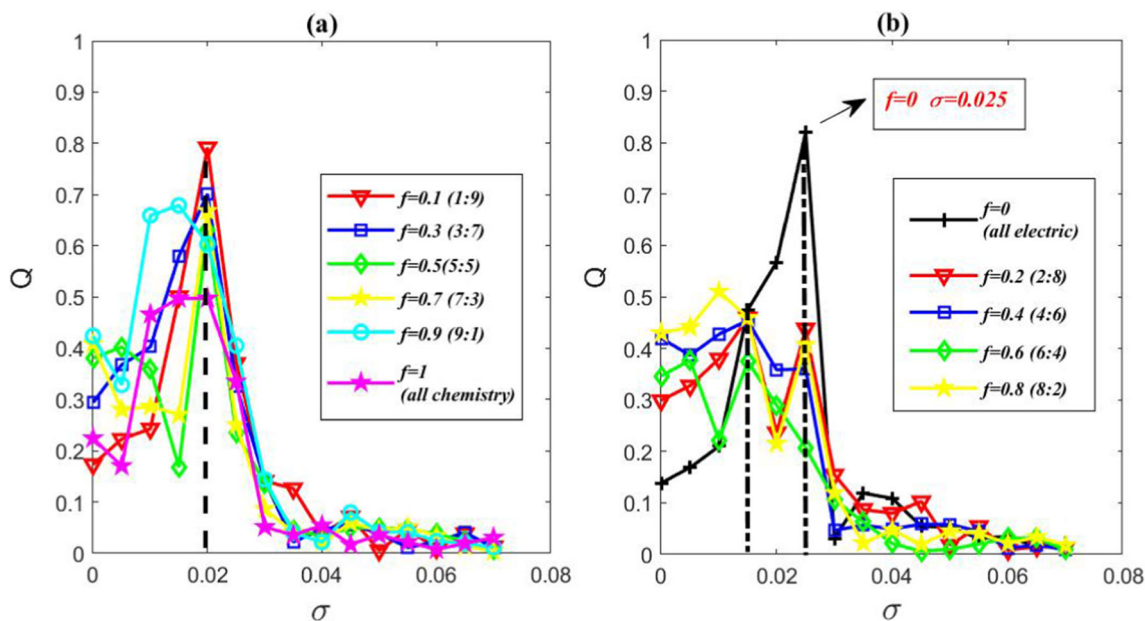 (a)
1
0.9
0.8
0.7
0.6
0.5
0.4
0.3
0.2
0.1
0
Q
0
0.02
0.04
0.06
0.08
σ
f=0.1 (1:9)
f=0.3 (3:7)
f=0.5(5:5)
f=0.7 (7:3)
f=0.9 (9:1)
f=1
(all chemistry)
(b)
1
0.9
0.8
0.7
0.6
0.5
0.4
0.3
0.2
0.1
0
Q
0
0.02
0.04
0.06
0.08
σ
f=0 σ=0.025
f=0
(all electric)
f=0.2 (2:8)
f=0.4 (4:6)
f=0.6 (6:4)
f=0.8 (8:2)